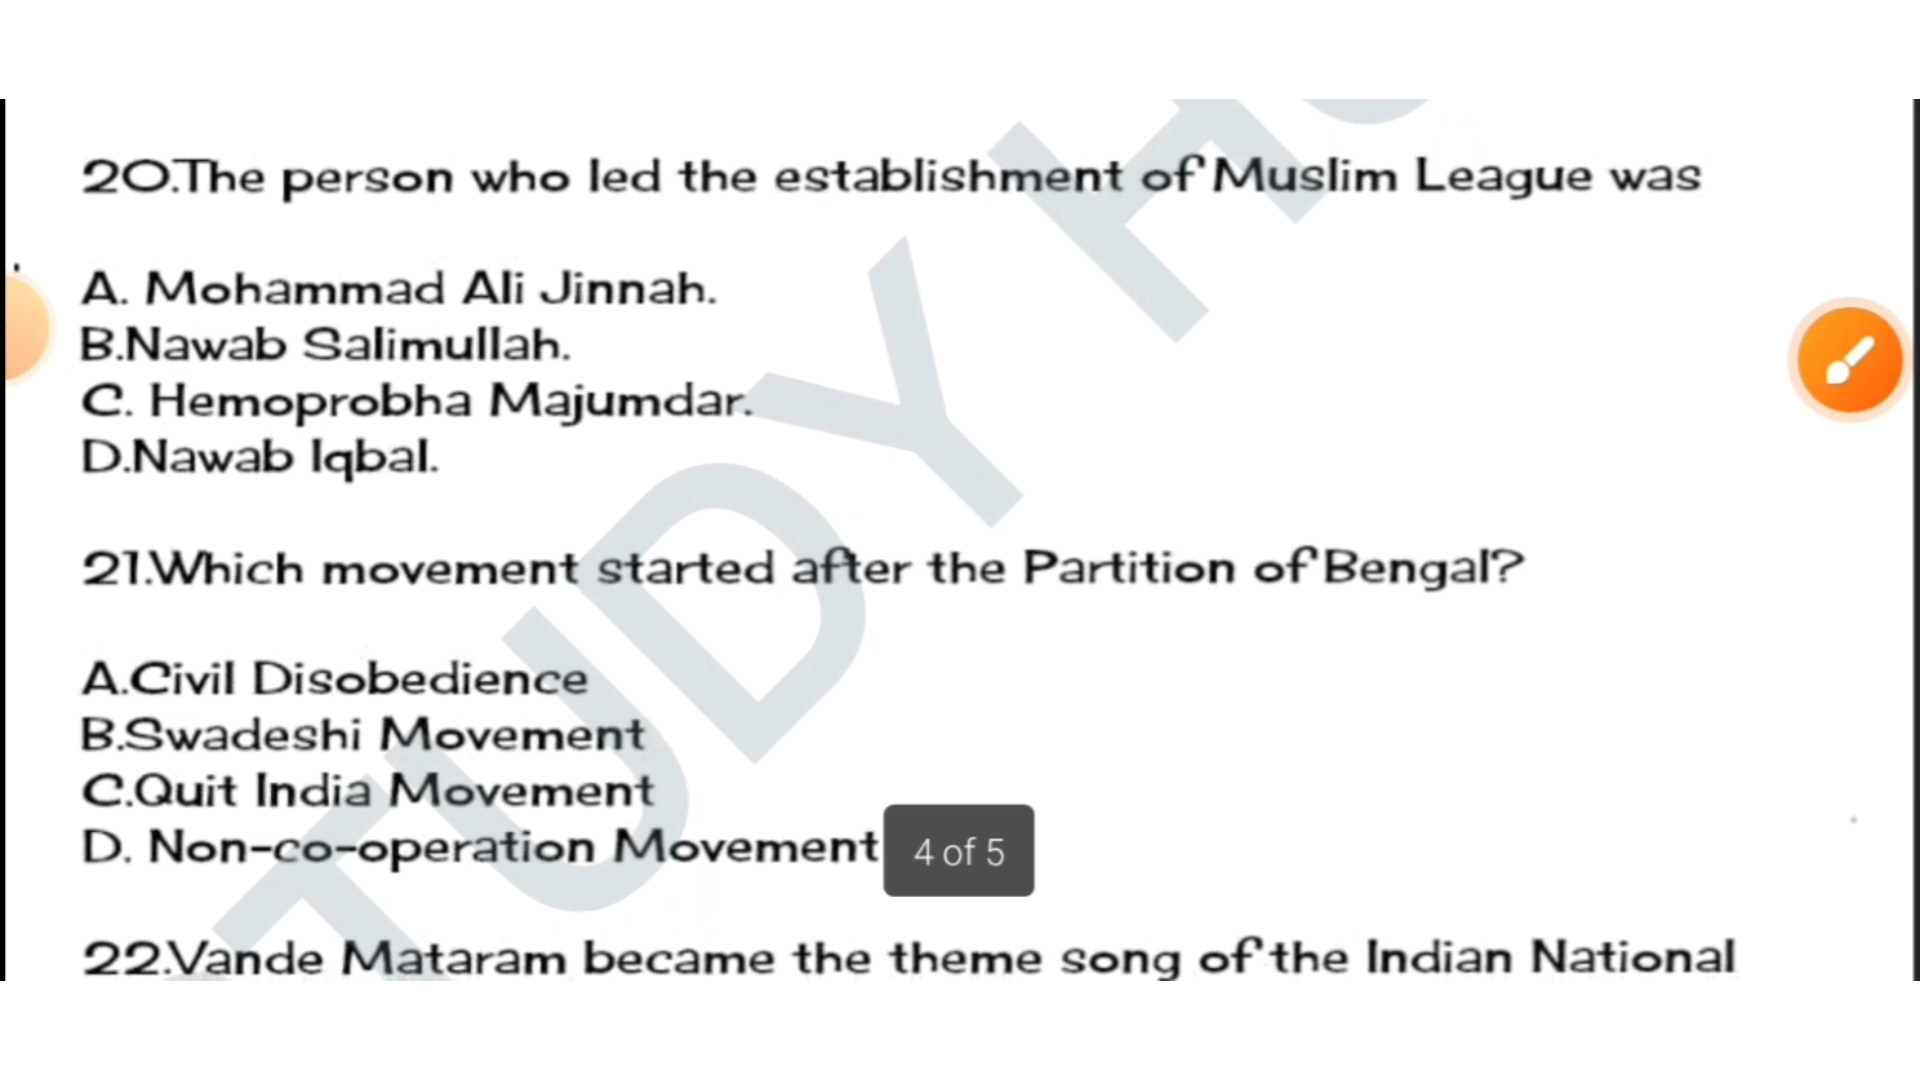 20.The person who led the establishment of Muslim League was
A. Mohammad Ali Jinnah.
B.Nawab Salimullah.
C. Hemoprobha Majumdar.
D.Nawab Iqbal.
21.Which movement started after the Partition of Bengal?
A.Civil Disobedience
B.Swadeshi Movement
C.Quit India Movement
D. Non-co-operation Movement
4 of 5
22.Vande Mataram became the theme song of the Indian National
TUDY H